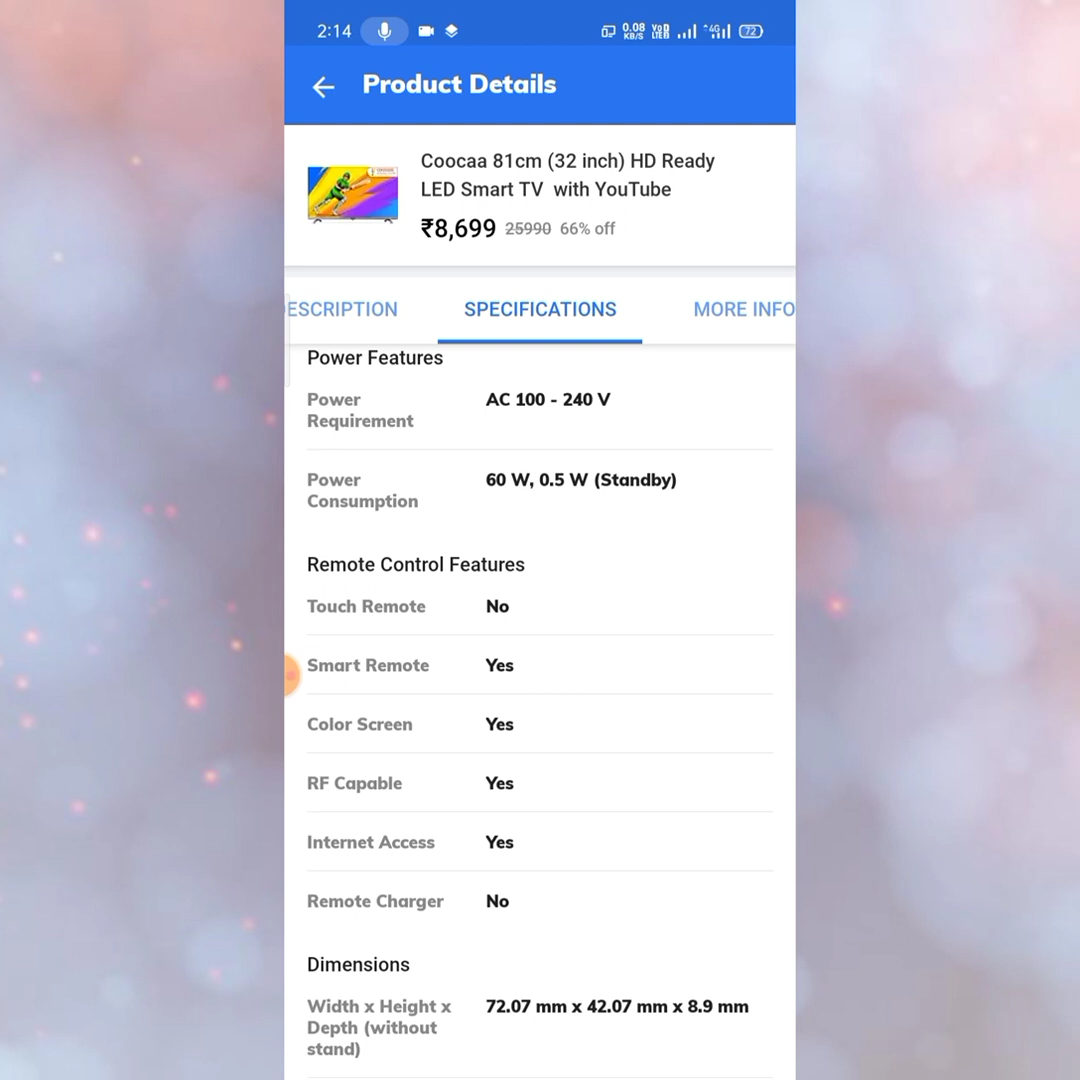 2:14
0.08
KB/S
4G
72
Product Details
Coocaa 81cm (32 inch) HD Ready
LED Smart TV with YouTube
₹8,699 25990 66% off
ESCRIPTION
SPECIFICATIONS
MORE INFO
Power Features
Power
Requirement
AC 100 - 240 V
Power
Consumption
60 W, 0.5 W (Standby)
Remote Control Features
Touch Remote No
Smart Remote Yes
Color Screen Yes
RF Capable Yes
Internet Access Yes
Remote Charger No
Dimensions
Width x Height x
Depth (without
stand)
72.07 mm x 42.07 mm x 8.9 mm